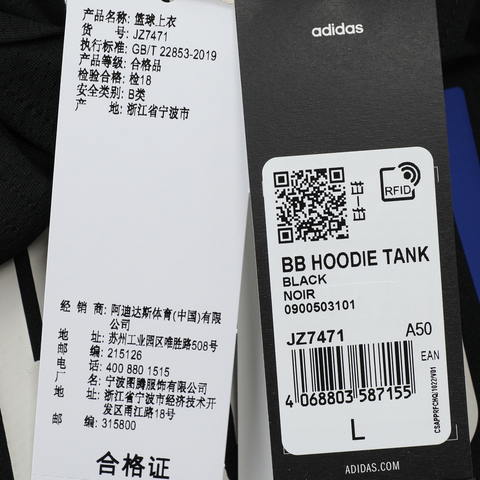 产品名称: 篮球上衣
货 号: JZ7471
执行标准: GB/T 22853-2019
产品等级: 合格品
检验合格: 检18
安全类别: B类
产 地: 浙江省宁波市
经 销 商: 阿迪达斯体育(中国)有限公司
地 址: 苏州工业园区唯胜路508号
邮 编: 215126
电 话: 400 880 1515
厂 名: 宁波图腾服饰有限公司
地 址: 浙江省宁波市经济技术开
发区甬江路18号
邮 编: 315800
合格证
adidas
RFID
BB HOODIE TANK
BLACK
NOIR
0900503101
JZ7471 A50
EAN
4 068803 587155
L
ADIDAS.COM